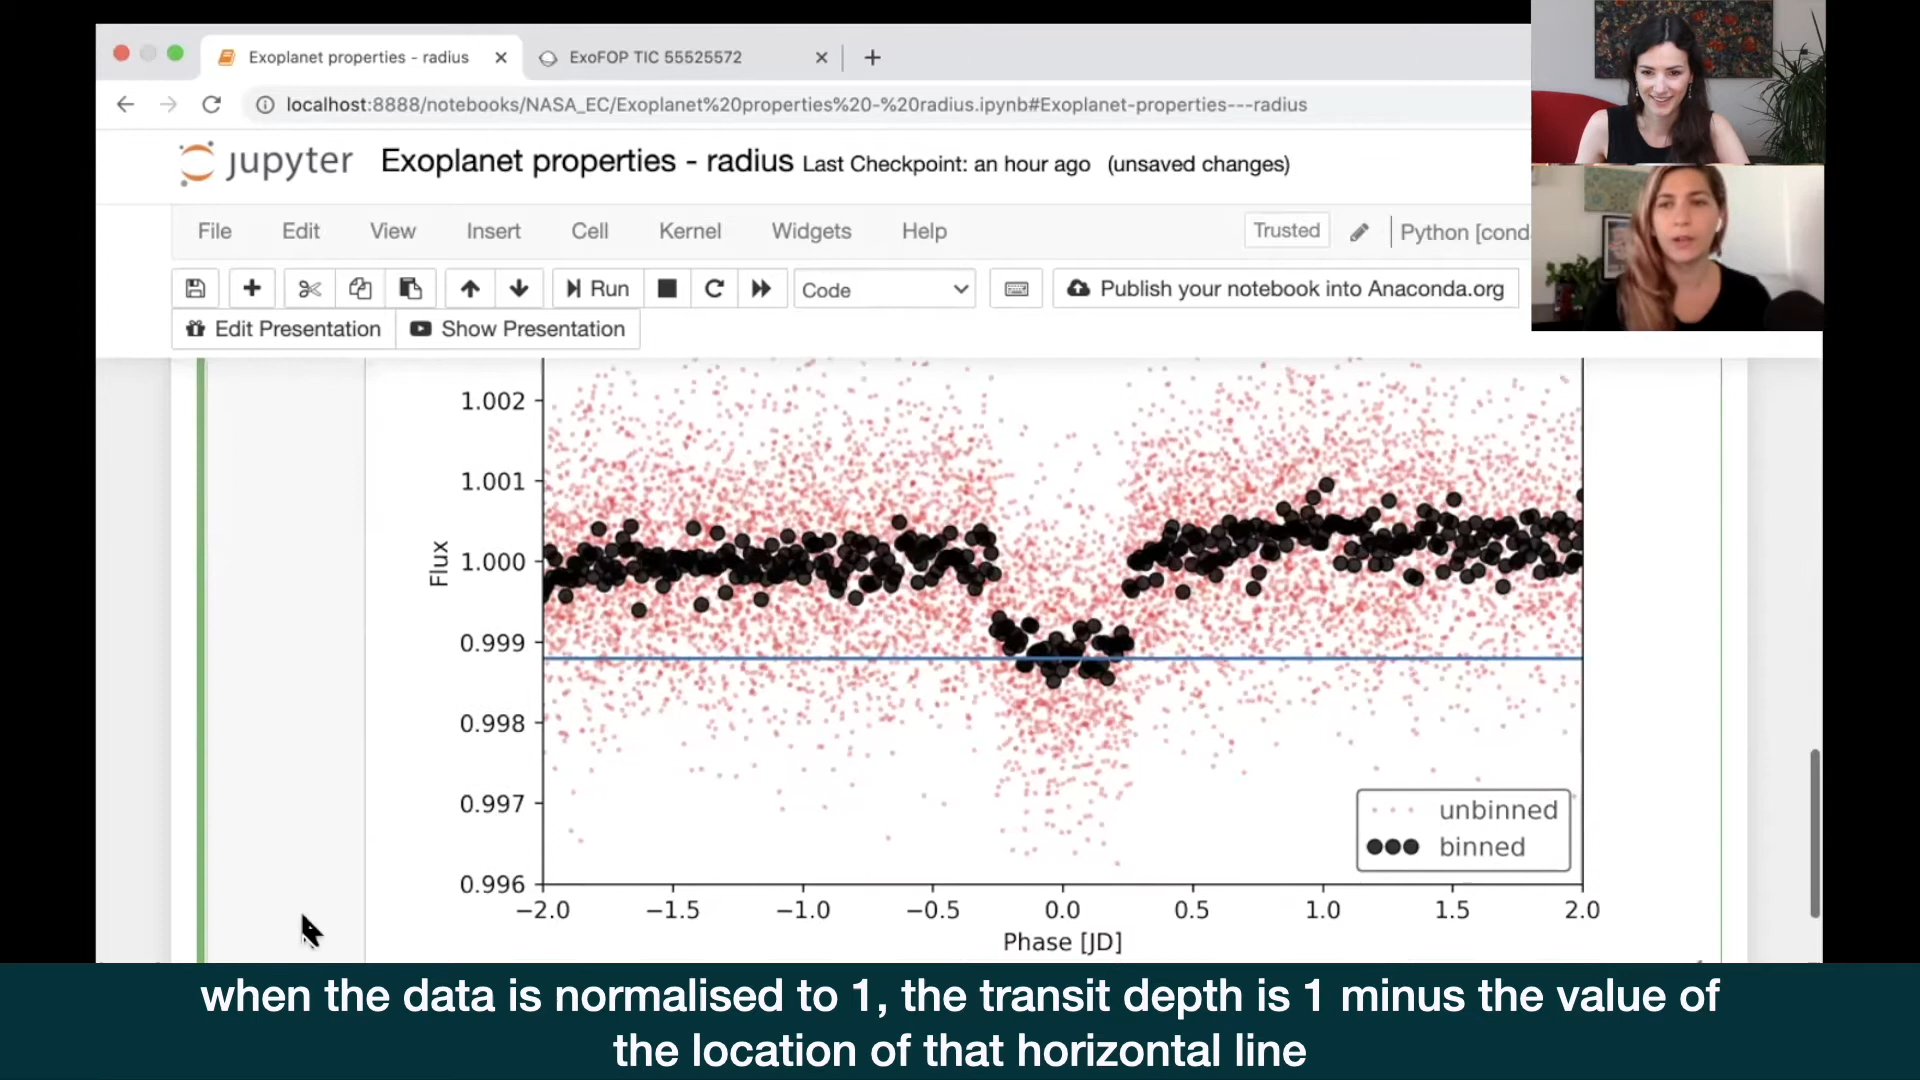 Exoplanet properties - radius
ExoFOP TIC 55525572
localhost:8888/notebooks/NASA_EC/Exoplanet%20properties%20-%20radius.ipynb#Exoplanet-properties---radius
jupyter Exoplanet properties - radius Last Checkpoint: an hour ago (unsaved changes)
File Edit View Insert Cell Kernel Widgets Help Trusted Python [cond
Run Code Publish your notebook into Anaconda.org
Edit Presentation Show Presentation
1.002
1.001
1.000
0.999
0.998
0.997
0.996
Flux
unbinned
binned
−2.0 −1.5 −1.0 −0.5 0.0 0.5 1.0 1.5 2.0
Phase [JD]
when the data is normalised to 1, the transit depth is 1 minus the value of
the location of that horizontal line